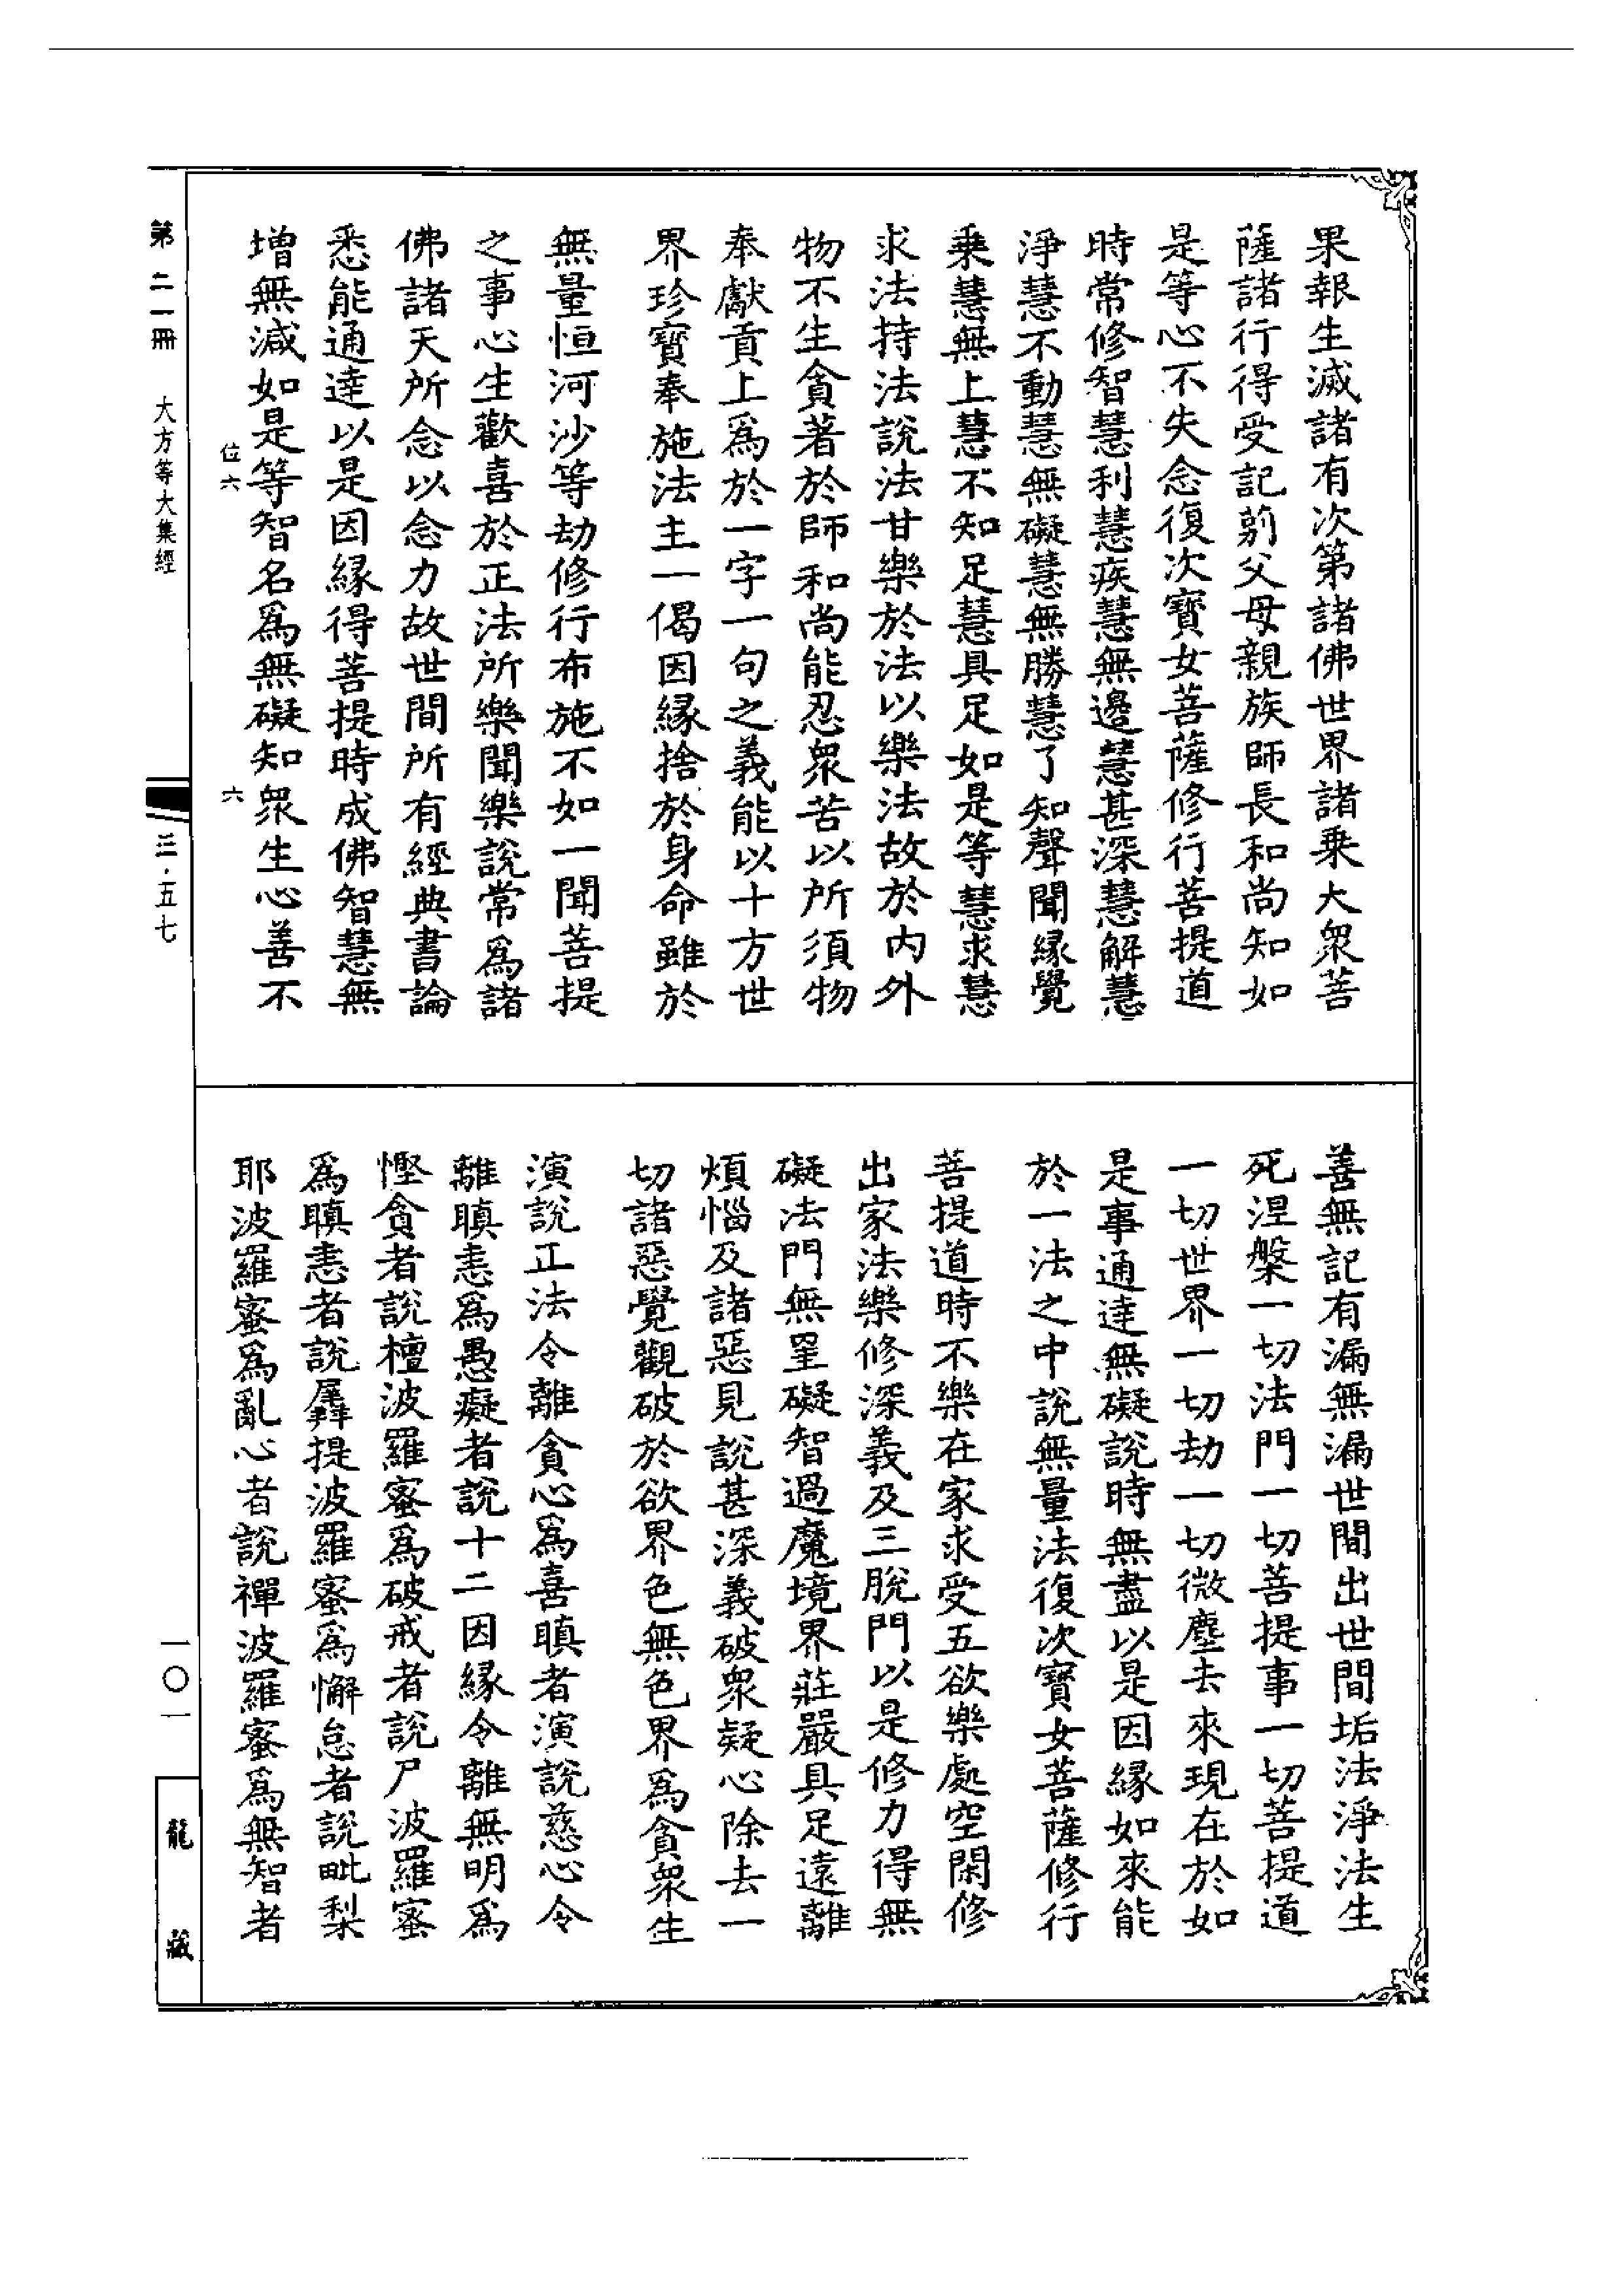 果報生滅諸有次第諸佛世界諸乘大眾菩
薩諸行得受記莂父母親族師長和尚知如
是等心不失念復次寶女菩薩修行菩提道
時常修智慧利慧疾慧無邊慧甚深慧解慧
淨慧不動慧無礙慧無勝慧了知聲聞緣覺
乘慧無上慧不知足慧具足如是等慧求慧
求法持法說法甘樂於法以樂法故於內外
物不生貪著於師和尚能忍眾苦以所須物
奉獻貢上爲於一字一句之義能以十方世
界珍寶奉施法主一偈因緣捨於身命雖於
無量恒河沙等劫修行布施不如一聞菩提
之事心生歡喜於正法所樂聞樂說常爲諸
佛諸天所念以念力故世間所有經典書論
悉能通達以是因緣得菩提時成佛智慧無
增無減如是等智名爲無礙知眾生心善不
善無記有漏無漏世間出世間垢法淨法生
死涅槃一切法門一切菩提事一切菩提道
一切世界一切劫一切微塵去來現在於如
是事通達無礙說時無盡以是因緣如來能
於一法之中說無量法復次寶女菩薩修行
菩提道時不樂在家求受五欲樂處空閑修
出家法樂修深義及三脫門以是修力得無
礙法門無罣礙智過魔境界莊嚴具足遠離
煩惱及諸惡見說甚深義破眾疑心除去一
切諸惡覺觀破於欲界色無色界爲貪眾生
演說正法令離貪心爲喜瞋者演說慈心令
離瞋恚爲愚癡者說十二因緣令離無明爲
慳貪者說檀波羅蜜爲破戒者說尸波羅蜜
爲瞋恚者說羼提波羅蜜爲懈怠者說毗梨
耶波羅蜜爲亂心者說禪波羅蜜爲無智者
位六
六
第二一冊
大方等大集經
三·五七
一〇一
龍藏